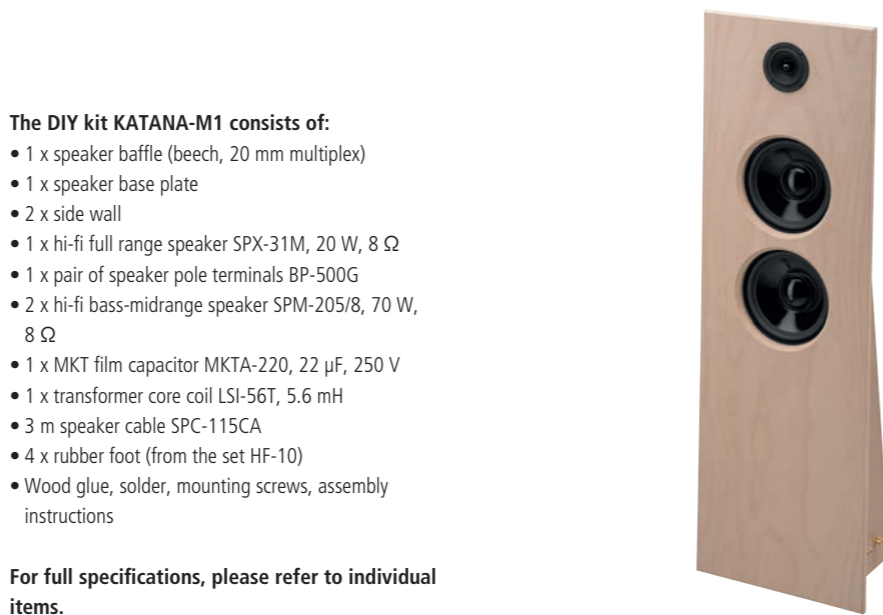 The DIY kit KATANA-M1 consists of:
• 1 x speaker baffle (beech, 20 mm multiplex)
• 1 x speaker base plate
• 2 x side wall
• 1 x hi-fi full range speaker SPX-31M, 20 W, 8 Ω
• 1 x pair of speaker pole terminals BP-500G
• 2 x hi-fi bass-midrange speaker SPM-205/8, 70 W,
8 Ω
• 1 x MKT film capacitor MKTA-220, 22 µF, 250 V
• 1 x transformer core coil LSI-56T, 5.6 mH
• 3 m speaker cable SPC-115CA
• 4 x rubber foot (from the set HF-10)
• Wood glue, solder, mounting screws, assembly
instructions
For full specifications, please refer to individual
items.